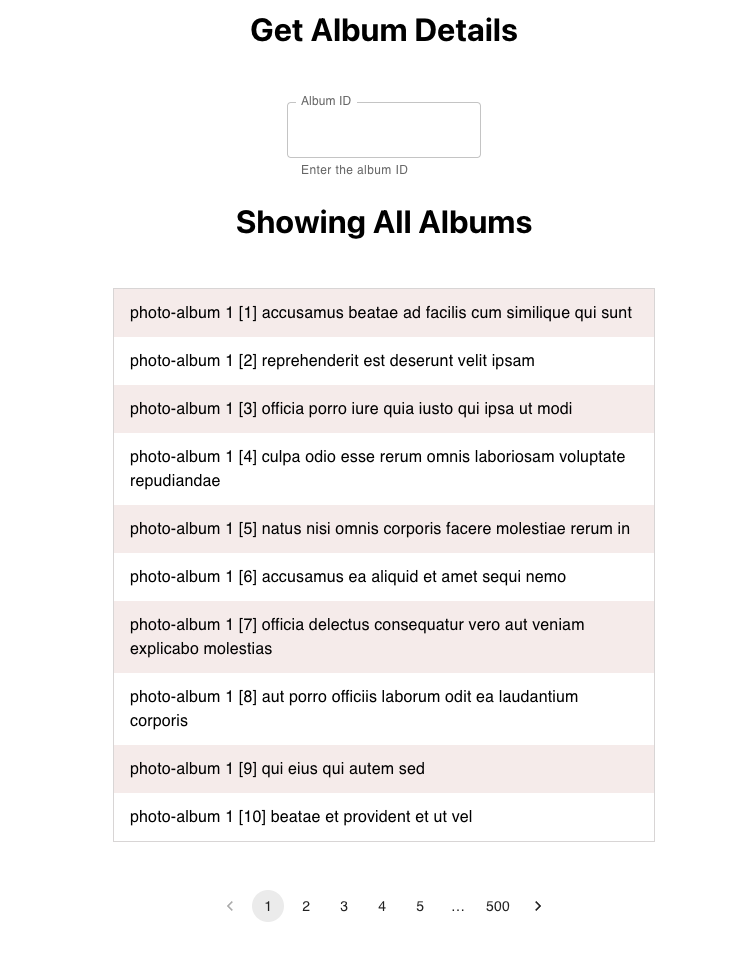 Get Album Details
Album ID
Enter the album ID
Showing All Albums
photo-album 1 [1] accusamus beatae ad facilis cum similique qui sunt
photo-album 1 [2] reprehenderit est deserunt velit ipsam
photo-album 1 [3] officia porro iure quia iusto qui ipsa ut modi
photo-album 1 [4] culpa odio esse rerum omnis laboriosam voluptate
repudiandae
photo-album 1 [5] natus nisi omnis corporis facere molestiae rerum in
photo-album 1 [6] accusamus ea aliquid et amet sequi nemo
photo-album 1 [7] officia delectus consequatur vero aut veniam
explicabo molestias
photo-album 1 [8] aut porro officiis laborum odit ea laudantium
corporis
photo-album 1 [9] qui eius qui autem sed
photo-album 1 [10] beatae et provident et ut vel
1 2 3 4 5 … 500